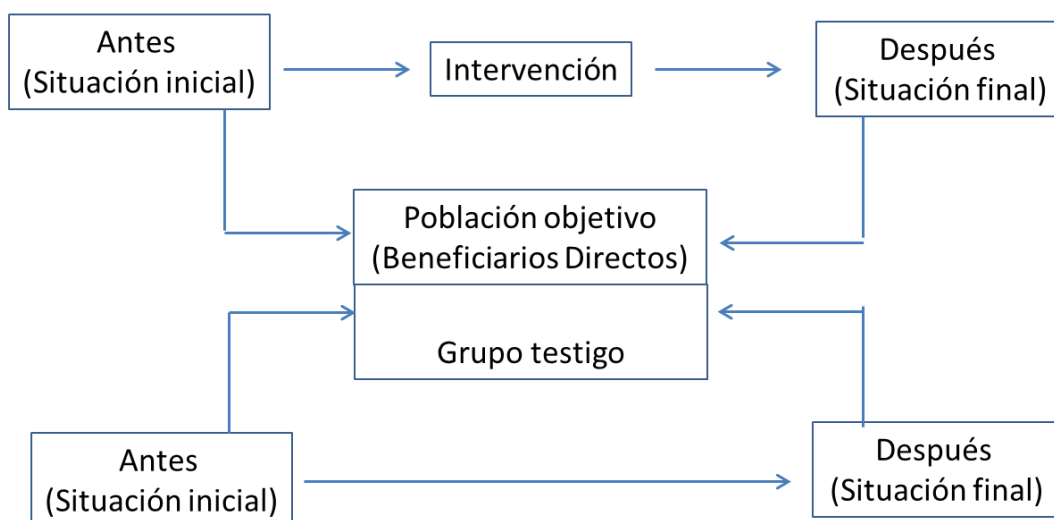 Antes
(Situación inicial)
Intervención
Después
(Situación final)
Población objetivo
(Beneficiarios Directos)
Grupo testigo
Antes
(Situación inicial)
Después
(Situación final)